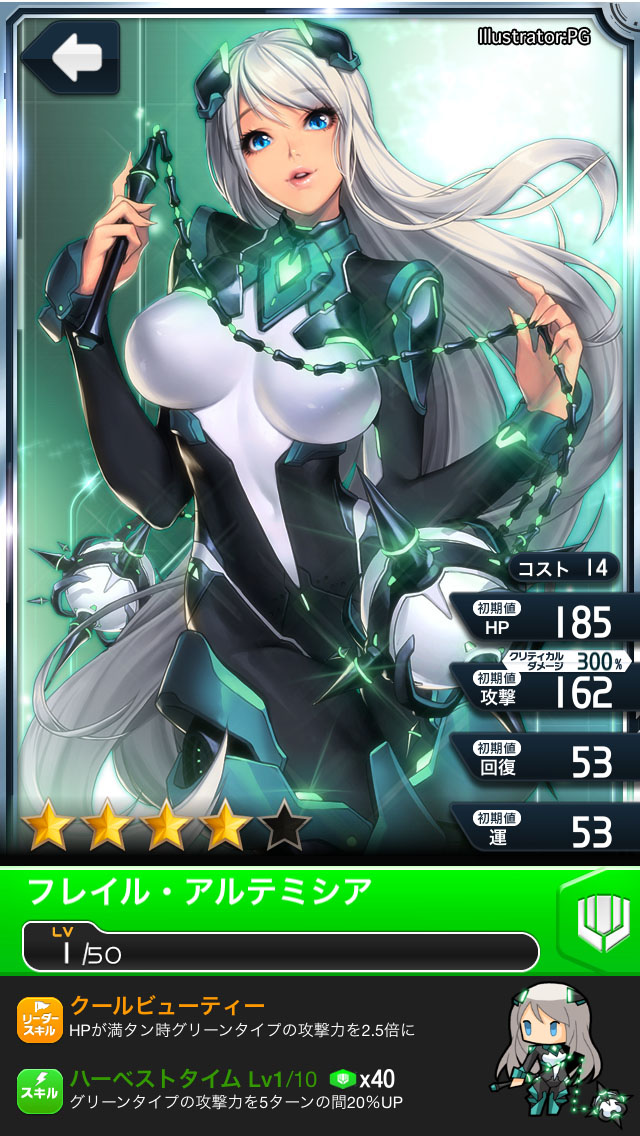 Illustrator:PG
コスト 14
初期値
HP 185
クリティカル
ダメージ 300%
初期値
攻撃 162
初期値
回復 53
初期値
運 53
フレイル・アルテミシア
LV
1/50
リーダー
スキル
クールビューティー
HPが満タン時グリーンタイプの攻撃力を2.5倍に
スキル
ハーベストタイム Lv1/10 x40
グリーンタイプの攻撃力を5ターンの間20%UP